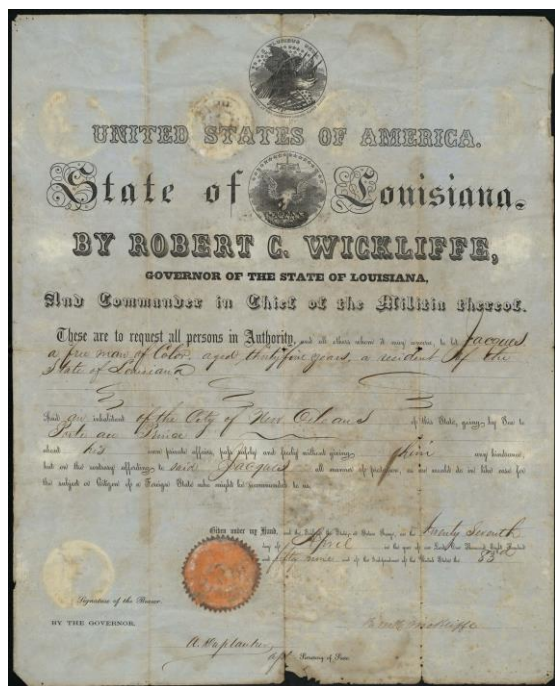 UNITED STATES OF AMERICA.
State of Louisiana.
BY ROBERT C. WICKLIFFE,
GOVERNOR OF THE STATE OF LOUISIANA,
And Commander in Chief of the Militia thereof.
These are to request all persons in Authority, and all others whom it may concern, to let Jacques
a free man of Color, aged thirty five years, a resident of the
State of Louisiana
And an inhabitant of the City of New Orleans of this State, going by Sea to
Port au Prince
about his own private affairs, pass safely and freely without giving him any hindrance,
but on the contrary affording to said Jacques all manner of protection, as we would do in like case for
the subject or Citizen of a Foreign State who might be recommended to us.
Given under my Hand, and the Seal of the State, at Baton Rouge, on the Twenty Seventh
day of April in the year of our Lord, One Thousand Eight Hundred
and fifty nine and of the Independence of the United States the 83rd
Signature of the Bearer.
BY THE GOVERNOR,
Secretary of State.